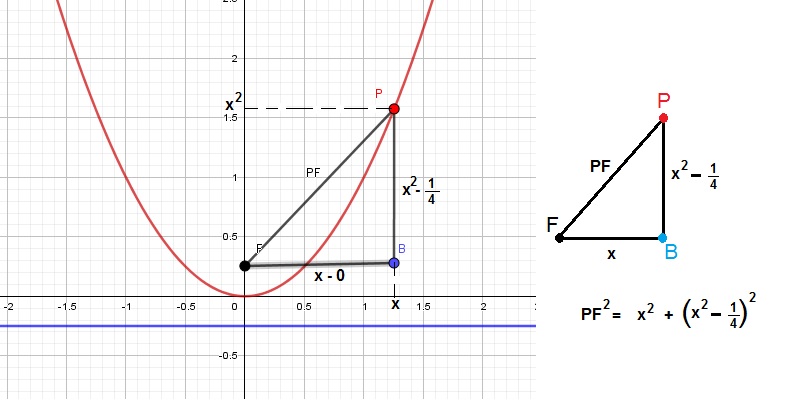 2.5
2
x²
P
1.5
PF
1
x² - 1/4
0.5
F
B
x - 0
-2
-1.5
-1
-0.5
0
0.5
1
x
1.5
2
-0.5
P
PF
x² - 1/4
F
x
B
PF² = x² + (x² - 1/4)²